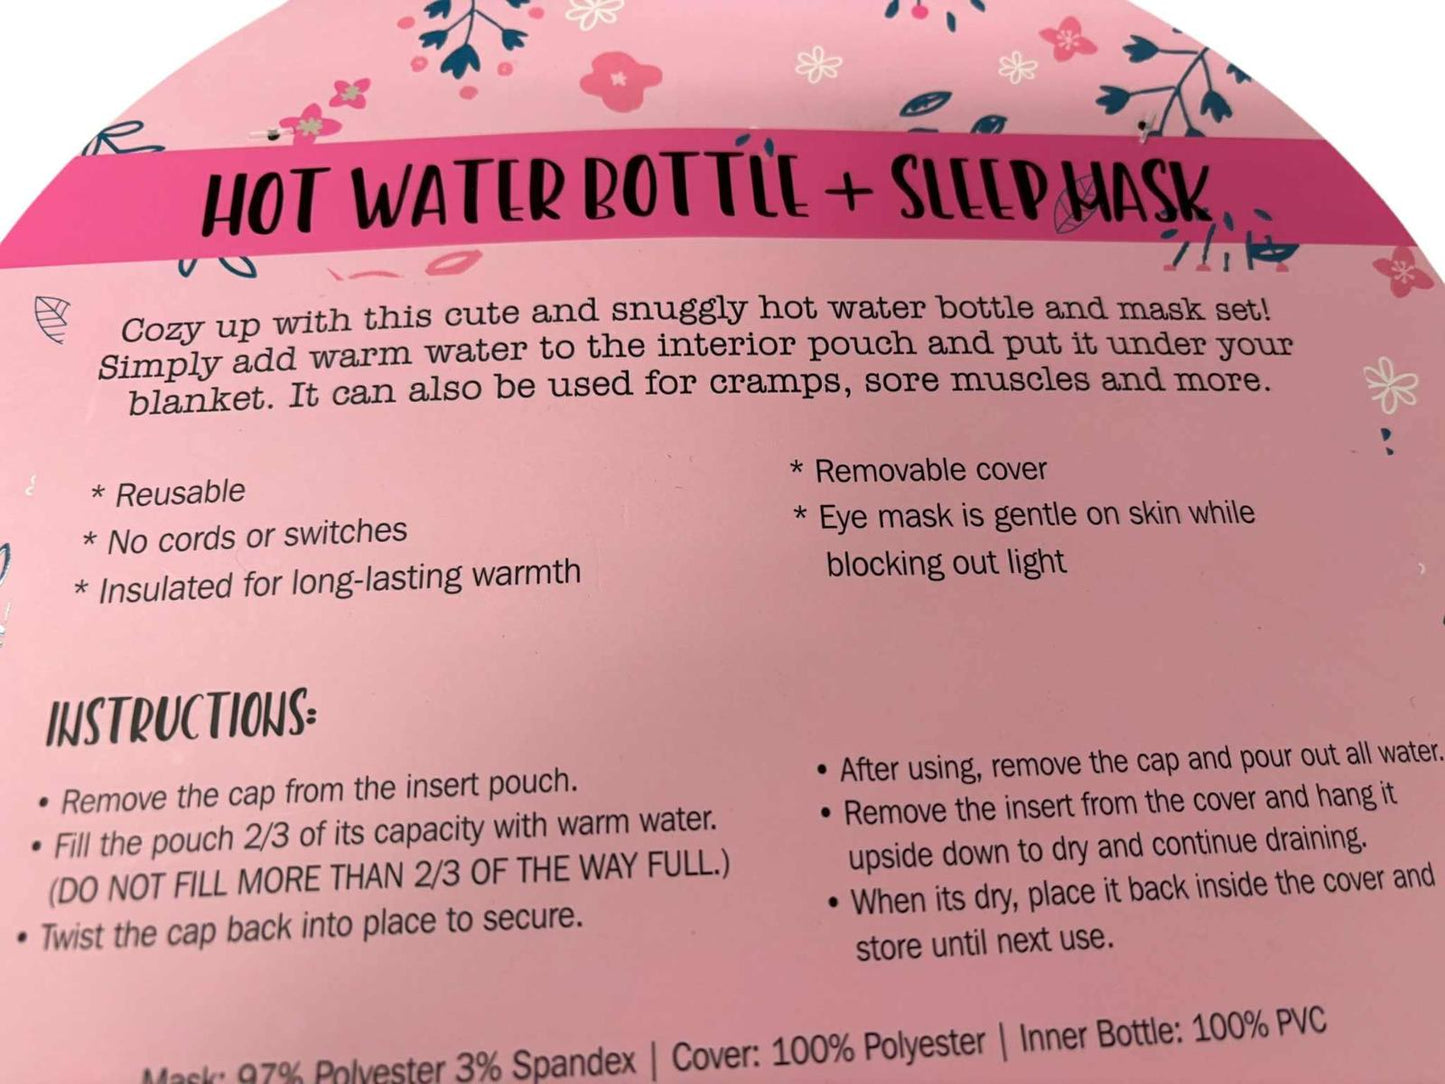 HOT WATER BOTTLE + SLEEP MASK
Cozy up with this cute and snuggly hot water bottle and mask set!
Simply add warm water to the interior pouch and put it under your
blanket. It can also be used for cramps, sore muscles and more.
* Reusable
* No cords or switches
* Insulated for long-lasting warmth
* Removable cover
* Eye mask is gentle on skin while
blocking out light
INSTRUCTIONS:
• Remove the cap from the insert pouch.
• Fill the pouch 2/3 of its capacity with warm water.
(DO NOT FILL MORE THAN 2/3 OF THE WAY FULL.)
• Twist the cap back into place to secure.
• After using, remove the cap and pour out all water.
• Remove the insert from the cover and hang it
upside down to dry and continue draining.
• When its dry, place it back inside the cover and
store until next use.
Mask: 97% Polyester 3% Spandex | Cover: 100% Polyester | Inner Bottle: 100% PVC